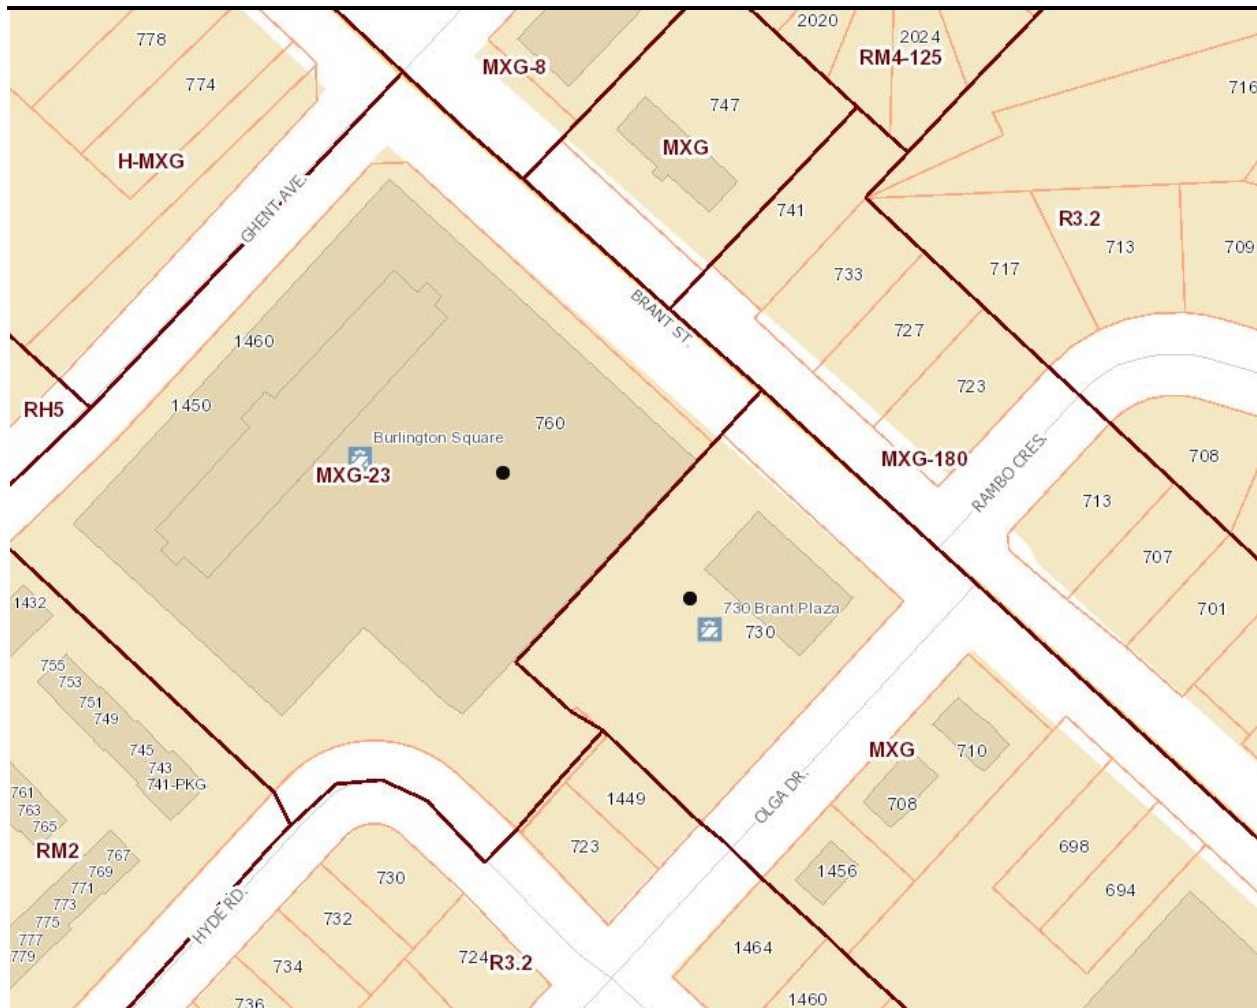 2020
778
2024
RM4-125
MXG-8
774
716
747
MXG
H-MXG
741
R3.2
GHENT AVE.
713
709
717
733
BRANT ST.
727
1460
723
1450
RH5
760
Burlington Square
MXG-23
MXG-180
708
RAMBO CRES.
713
707
1432
730 Brant Plaza
701
730
755
753
751
749
745
MXG
710
743
741-PKG
761
763
765
OLGA DR.
1449
708
RM2
723
767
698
769
1456
771
730
694
773
HYDE RD.
775
732
777
779
724
R3.2
1464
734
736
1460